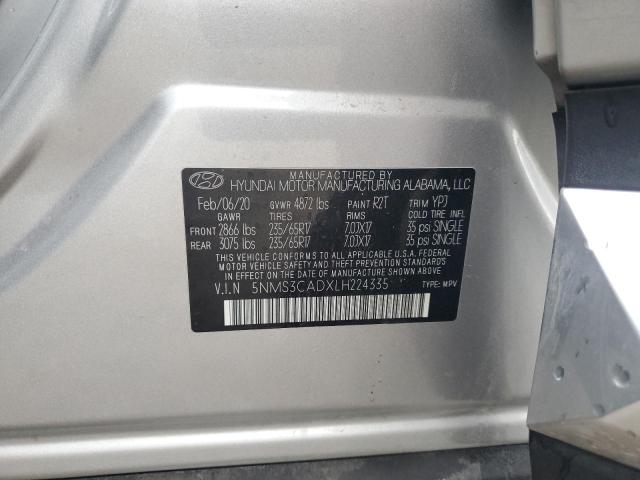 MANUFACTURED BY
HYUNDAI MOTOR MANUFACTURING ALABAMA, LLC
Feb/06/20 GVWR 4872 lbs PAINT R2T TRIM YPJ
GAWR TIRES RIMS COLD TIRE INFL
FRONT 2866 lbs 235/65R17 7.0JX17 35 psi SINGLE
REAR 3075 lbs 235/65R17 7.0JX17 35 psi SINGLE
THIS VEHICLE CONFORMS TO ALL APPLICABLE U.S.A. FEDERAL
MOTOR VEHICLE SAFETY AND THEFT PREVENTION STANDARDS
IN EFFECT ON THE DATE OF MANUFACTURE SHOWN ABOVE.
V.I.N 5NMS3CADXLH224335 TYPE: MPV